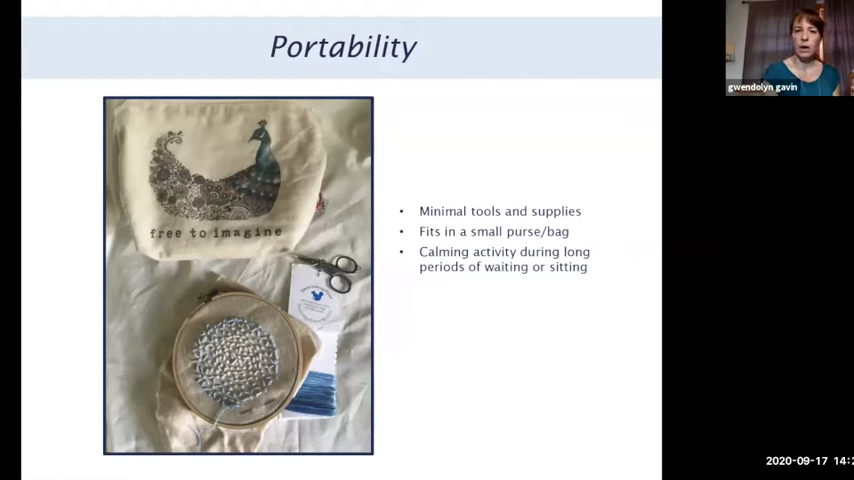 Portability
gwendolyn gavin
free to imagine
• Minimal tools and supplies
• Fits in a small purse/bag
• Calming activity during long
periods of waiting or sitting
2020-09-17 14:2